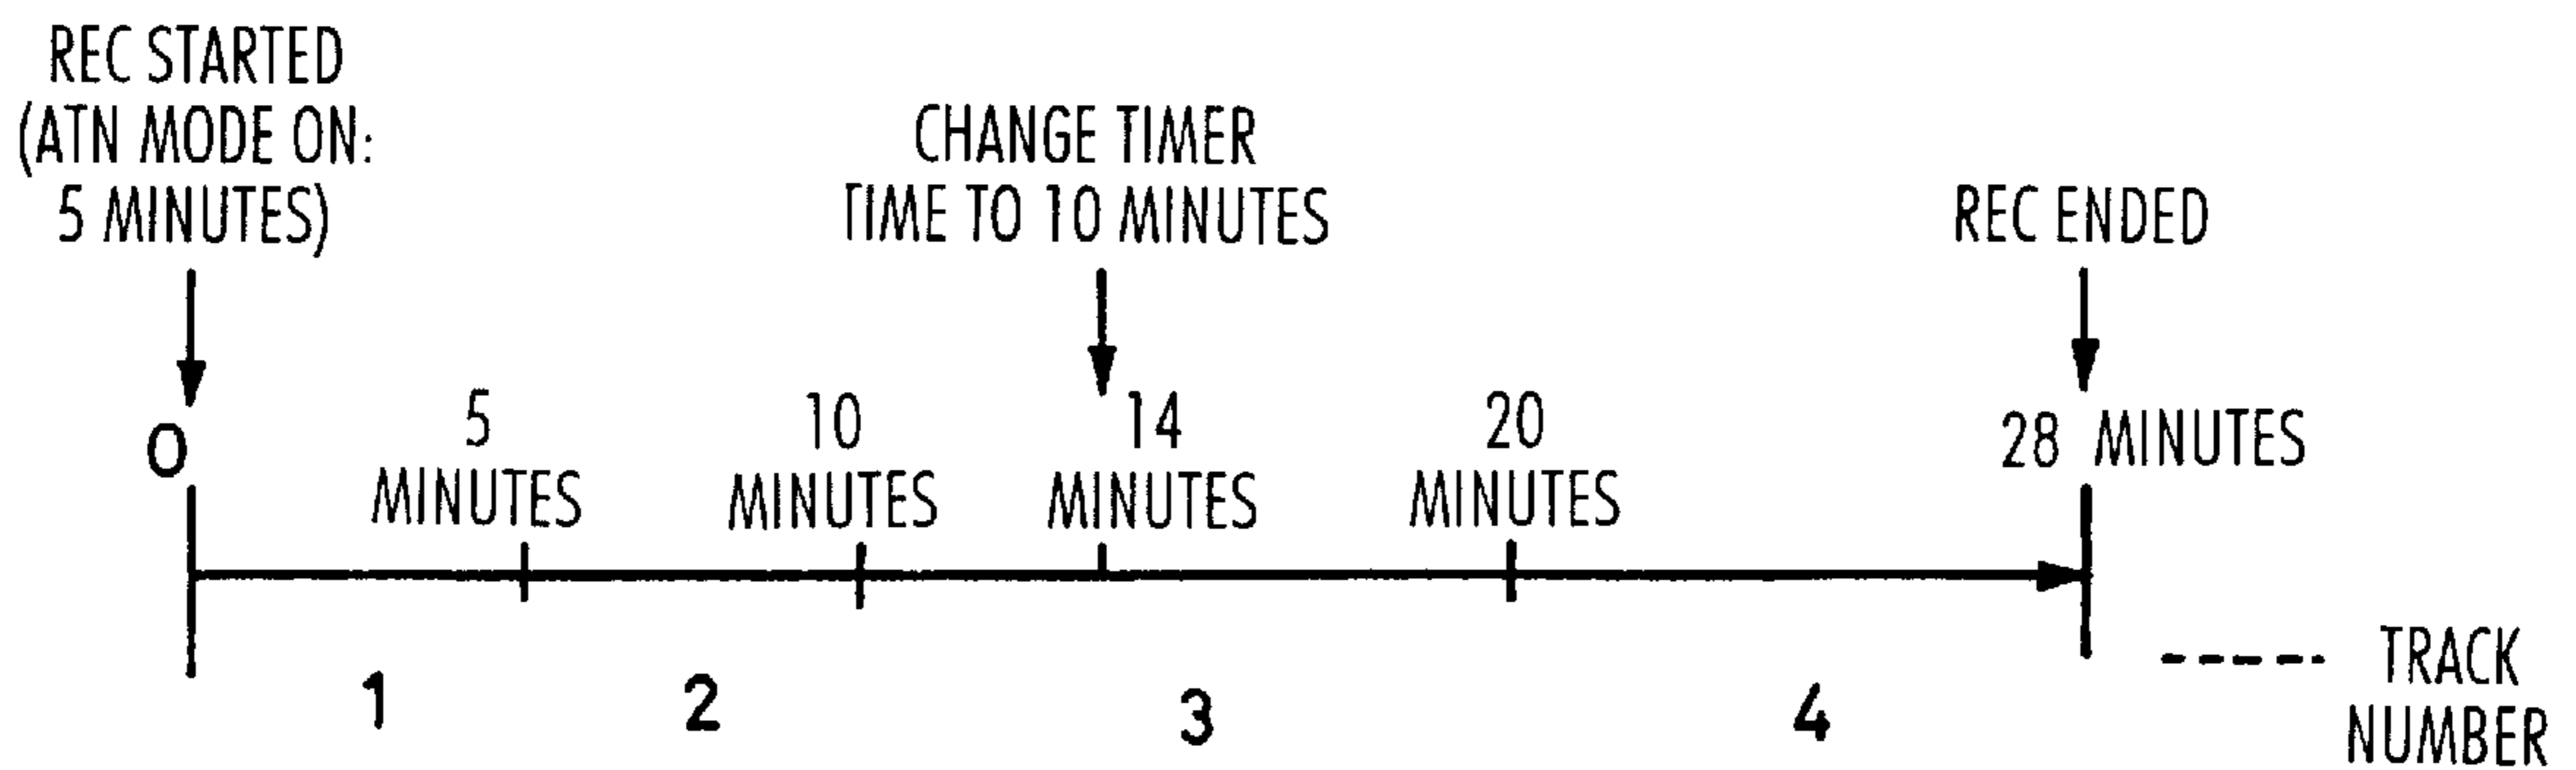 REC STARTED
(ATN MODE ON:
5 MINUTES)
CHANGE TIMER
TIME TO 10 MINUTES
REC ENDED
0
5
MINUTES
10
MINUTES
14
MINUTES
20
MINUTES
28 MINUTES
1
2
3
4
----- TRACK
NUMBER